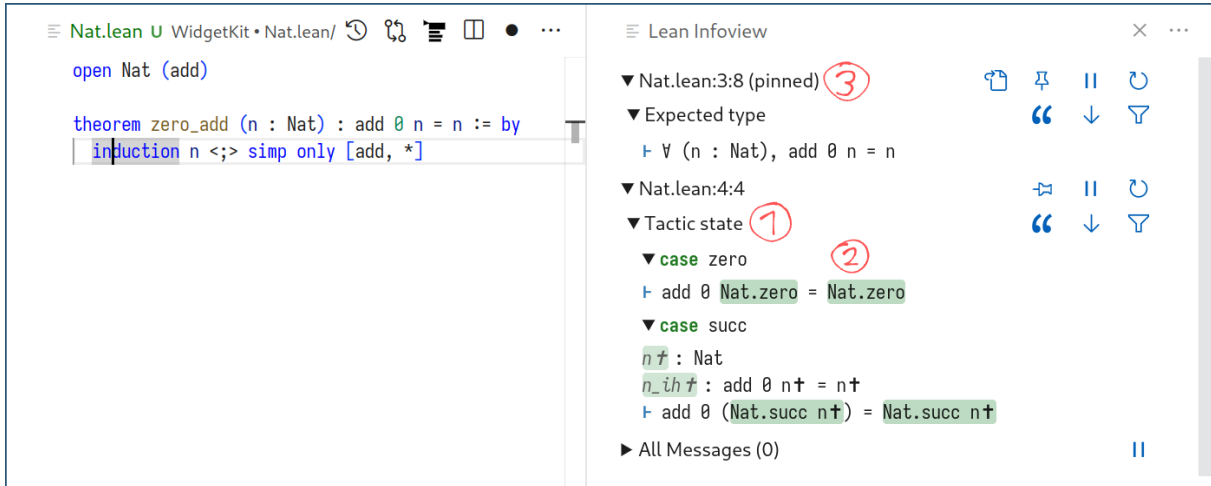 Nat.lean U WidgetKit • Nat.lean/
open Nat (add)
theorem zero_add (n : Nat) : add 0 n = n := by
induction n <;> simp only [add, *]
Lean Infoview
▼ Nat.lean:3:8 (pinned) ③
▼ Expected type
⊢ ∀ (n : Nat), add 0 n = n
▼ Nat.lean:4:4
▼ Tactic state ①
▼ case zero ②
⊢ add 0 Nat.zero = Nat.zero
▼ case succ
n✝ : Nat
n_ih✝ : add 0 n✝ = n✝
⊢ add 0 (Nat.succ n✝) = Nat.succ n✝
▶ All Messages (0)